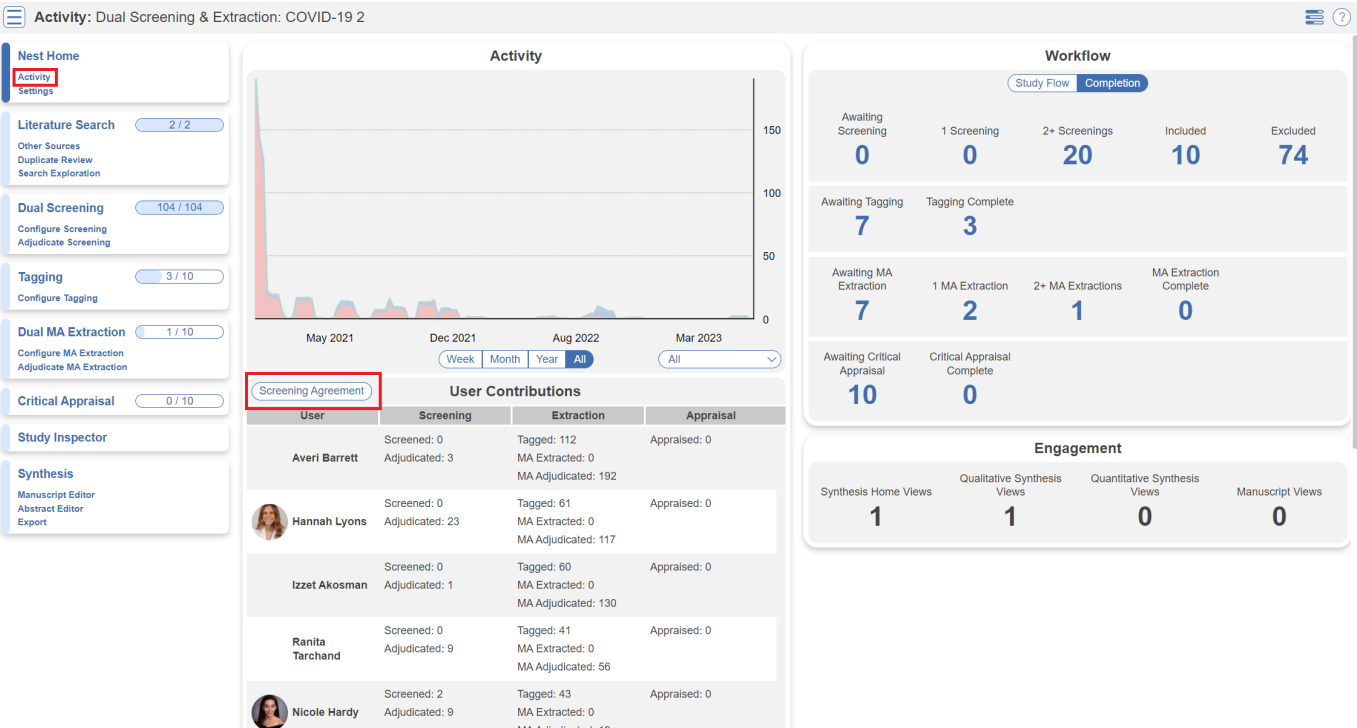 Activity: Dual Screening & Extraction: COVID-19 2
?
Nest Home
Activity
Settings
Literature Search 2 / 2
Other Sources
Duplicate Review
Search Exploration
Dual Screening 104 / 104
Configure Screening
Adjudicate Screening
Tagging 3 / 10
Configure Tagging
Dual MA Extraction 1 / 10
Configure MA Extraction
Adjudicate MA Extraction
Critical Appraisal 0 / 10
Study Inspector
Synthesis
Manuscript Editor
Abstract Editor
Export
Activity
150
100
50
0
May 2021 Dec 2021 Aug 2022 Mar 2023
Week Month Year All All
Screening Agreement User Contributions
User Screening Extraction Appraisal
Screened: 0 Tagged: 112 Appraised: 0
Averi Barrett Adjudicated: 3 MA Extracted: 0
MA Adjudicated: 192
Screened: 0 Tagged: 61 Appraised: 0
Hannah Lyons Adjudicated: 23 MA Extracted: 0
MA Adjudicated: 117
Screened: 0 Tagged: 60 Appraised: 0
Izzet Akosman Adjudicated: 1 MA Extracted: 0
MA Adjudicated: 130
Screened: 0 Tagged: 41 Appraised: 0
Ranita Tarchand Adjudicated: 9 MA Extracted: 0
MA Adjudicated: 56
Screened: 2 Tagged: 43 Appraised: 0
Nicole Hardy Adjudicated: 9 MA Extracted: 0
Workflow
Study Flow Completion
Awaiting Screening 1 Screening 2+ Screenings Included Excluded
0 0 20 10 74
Awaiting Tagging Tagging Complete
7 3
Awaiting MA Extraction 1 MA Extraction 2+ MA Extractions MA Extraction Complete
7 2 1 0
Awaiting Critical Appraisal Critical Appraisal Complete
10 0
Engagement
Synthesis Home Views Qualitative Synthesis Views Quantitative Synthesis Views Manuscript Views
1 1 0 0